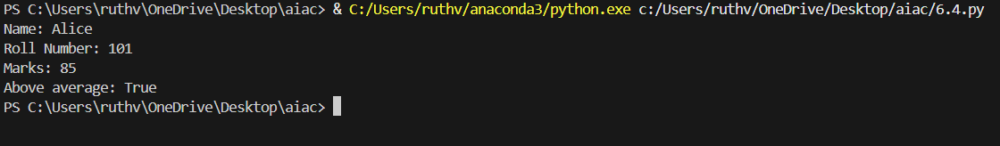 PS C:\Users\ruthv\OneDrive\Desktop\aiac> & C:/Users/ruthv/anaconda3/python.exe c:/Users/ruthv/OneDrive/Desktop/aiac/6.4.py
Name: Alice
Roll Number: 101
Marks: 85
Above average: True
PS C:\Users\ruthv\OneDrive\Desktop\aiac>